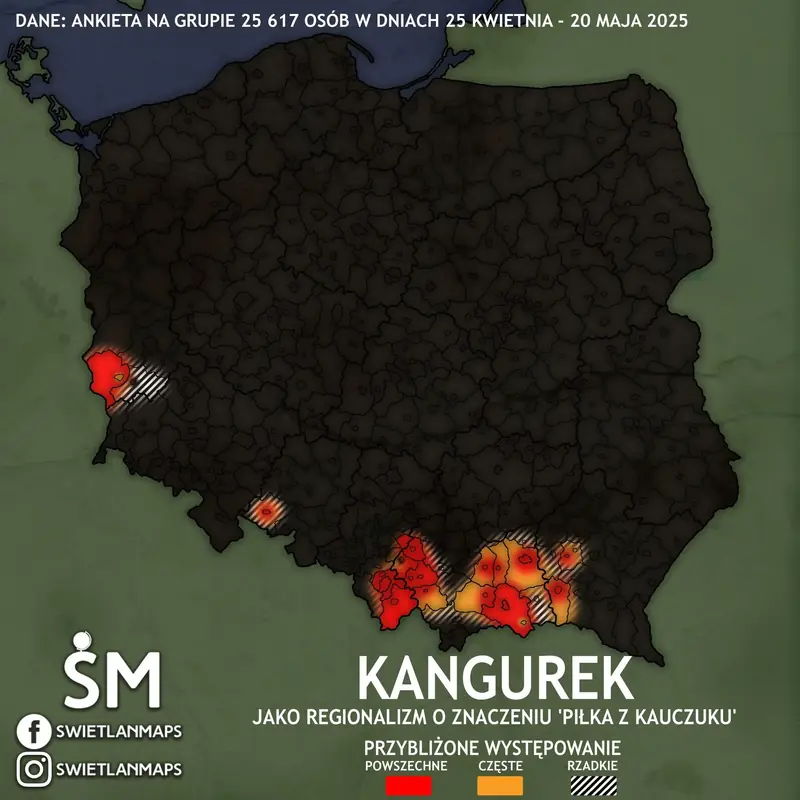 DANE: ANKIETA NA GRUPIE 25 617 OSÓB W DNIACH 25 KWIETNIA - 20 MAJA 2025
ŚM
SWIETLANMAPS
SWIETLANMAPS
KANGUREK
JAKO REGIONALIZM O ZNACZENIU 'PIŁKA Z KAUCZUKU'
PRZYBLIŻONE WYSTĘPOWANIE
POWSZECHNE CZĘSTE RZADKIE